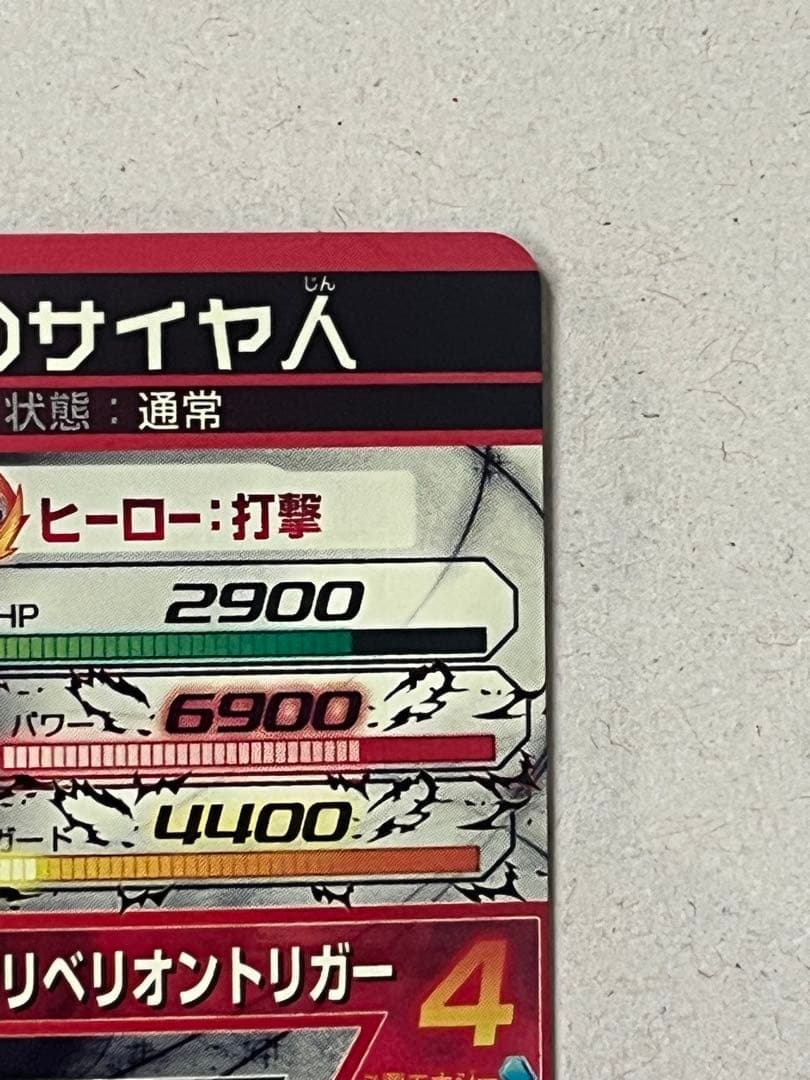 じん
のサイヤ人
状態：通常
ヒーロー：打撃
HP 2900
パワー 6900
ガード 4400
リベリオントリガー 4